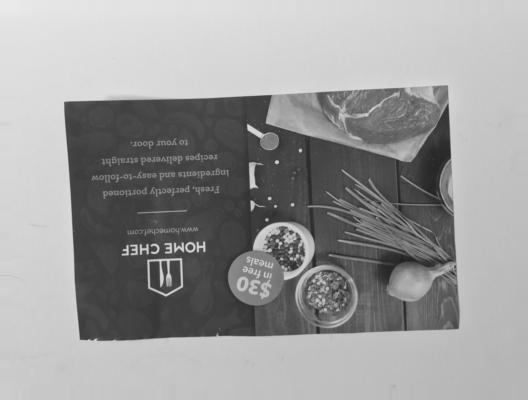 HOME CHEF
www.homechef.com
Fresh, perfectly portioned
ingredients and easy-to-follow
recipes delivered straight
to your door.
$30
in free
meals